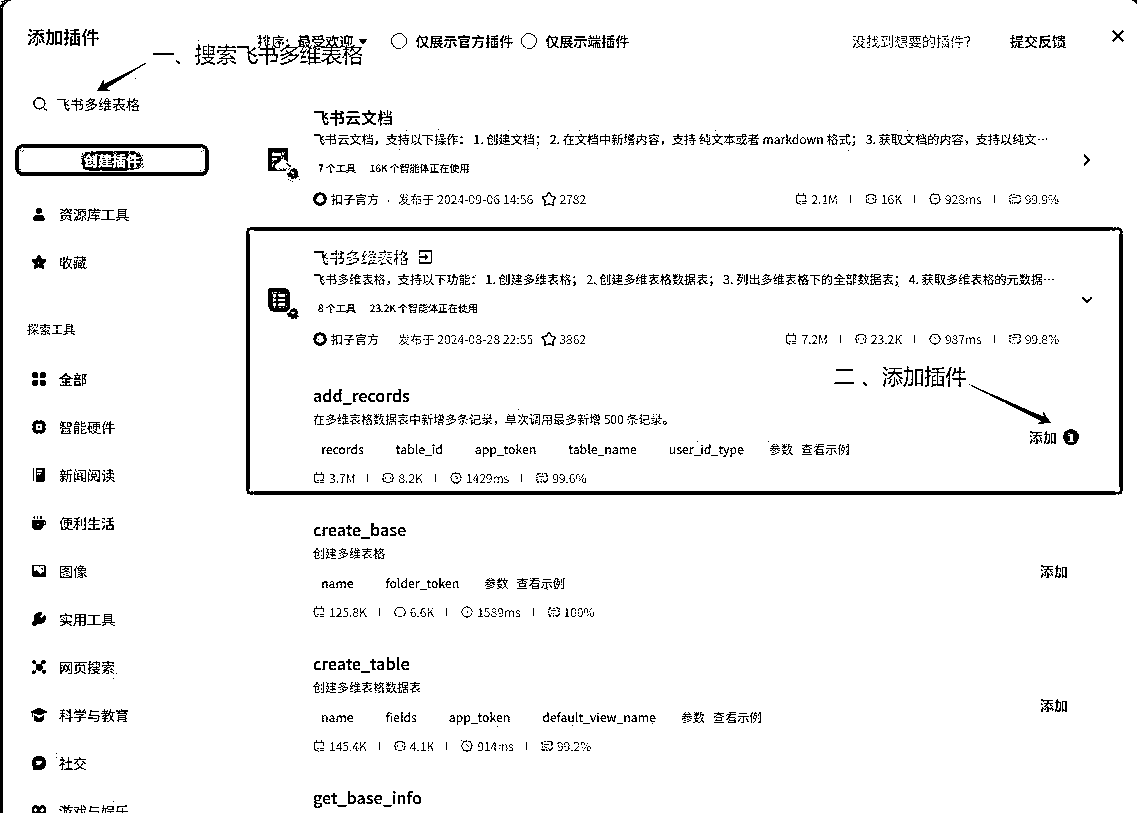 添加插件
排序: 最受欢迎
仅展示官方插件
仅展示端插件
没找到想要的插件?
提交反馈
一、搜索飞书多维表格
飞书多维表格
创建插件
资源库工具
收藏
探索工具
全部
智能硬件
新闻阅读
便利生活
图像
实用工具
网页搜索
科学与教育
社交
游戏与娱乐
飞书云文档
飞书云文档，支持以下操作： 1. 创建文档； 2. 在文档中新增内容，支持 纯文本或者 markdown 格式； 3. 获取文档的内容，支持以纯文…
7 个工具 16K 个智能体正在使用
扣子官方 · 发布于 2024-09-06 14:56 2782
2.1M 16K 928ms 99.9%
飞书多维表格
飞书多维表格，支持以下功能： 1. 创建多维表格； 2. 创建多维表格数据表； 3. 列出多维表格下的全部数据表； 4. 获取多维表格的元数据…
8 个工具 23.2K 个智能体正在使用
扣子官方 发布于 2024-08-28 22:55 3862
7.2M 23.2K 987ms 99.8%
二 、添加插件
add_records
在多维表格数据表中新增多条记录，单次调用最多新增 500 条记录。
records table_id app_token table_name user_id_type 参数 查看示例
添加 1
3.7M 8.2K 1429ms 99.6%
create_base
创建多维表格
name folder_token 参数 查看示例
添加
125.8K 6.6K 1589ms 100%
create_table
创建多维表格数据表
name fields app_token default_view_name 参数 查看示例
添加
145.4K 4.1K 914ms 99.2%
get_base_info